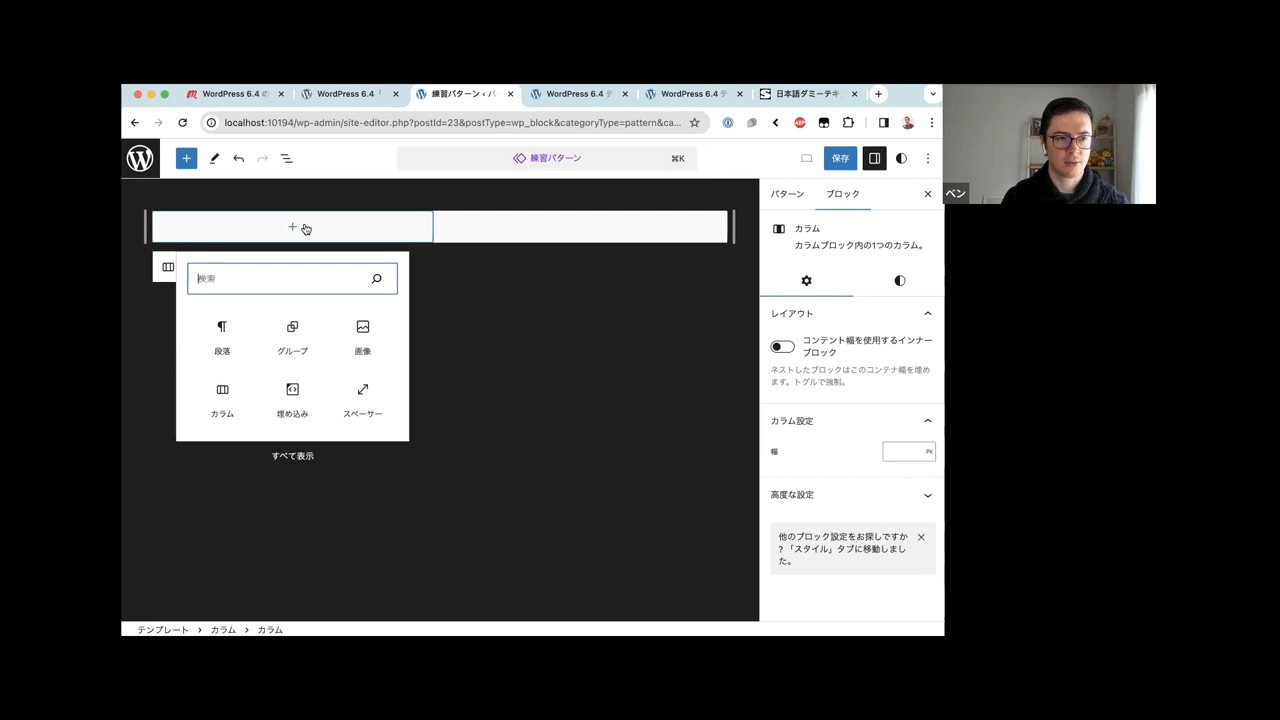 WordPress 6.4 の
WordPress 6.4「
練習パターン ‹ パ
WordPress 6.4 テ
WordPress 6.4 テ
日本語ダミーテキ
localhost:10194/wp-admin/site-editor.php?postId=23&postType=wp_block&categoryType=pattern&ca...
練習パターン
⌘K
保存
パターン
ブロック
ベン
カラム
カラムブロック内の1つのカラム。
検索
段落
グループ
画像
カラム
埋め込み
スペーサー
すべて表示
レイアウト
コンテント幅を使用するインナー
ブロック
ネストしたブロックはこのコンテナ幅を埋め
ます。トグルで強制。
カラム設定
幅
PX
高度な設定
他のブロック設定をお探しですか
? 「スタイル」タブに移動しまし
た。
テンプレート › カラム › カラム